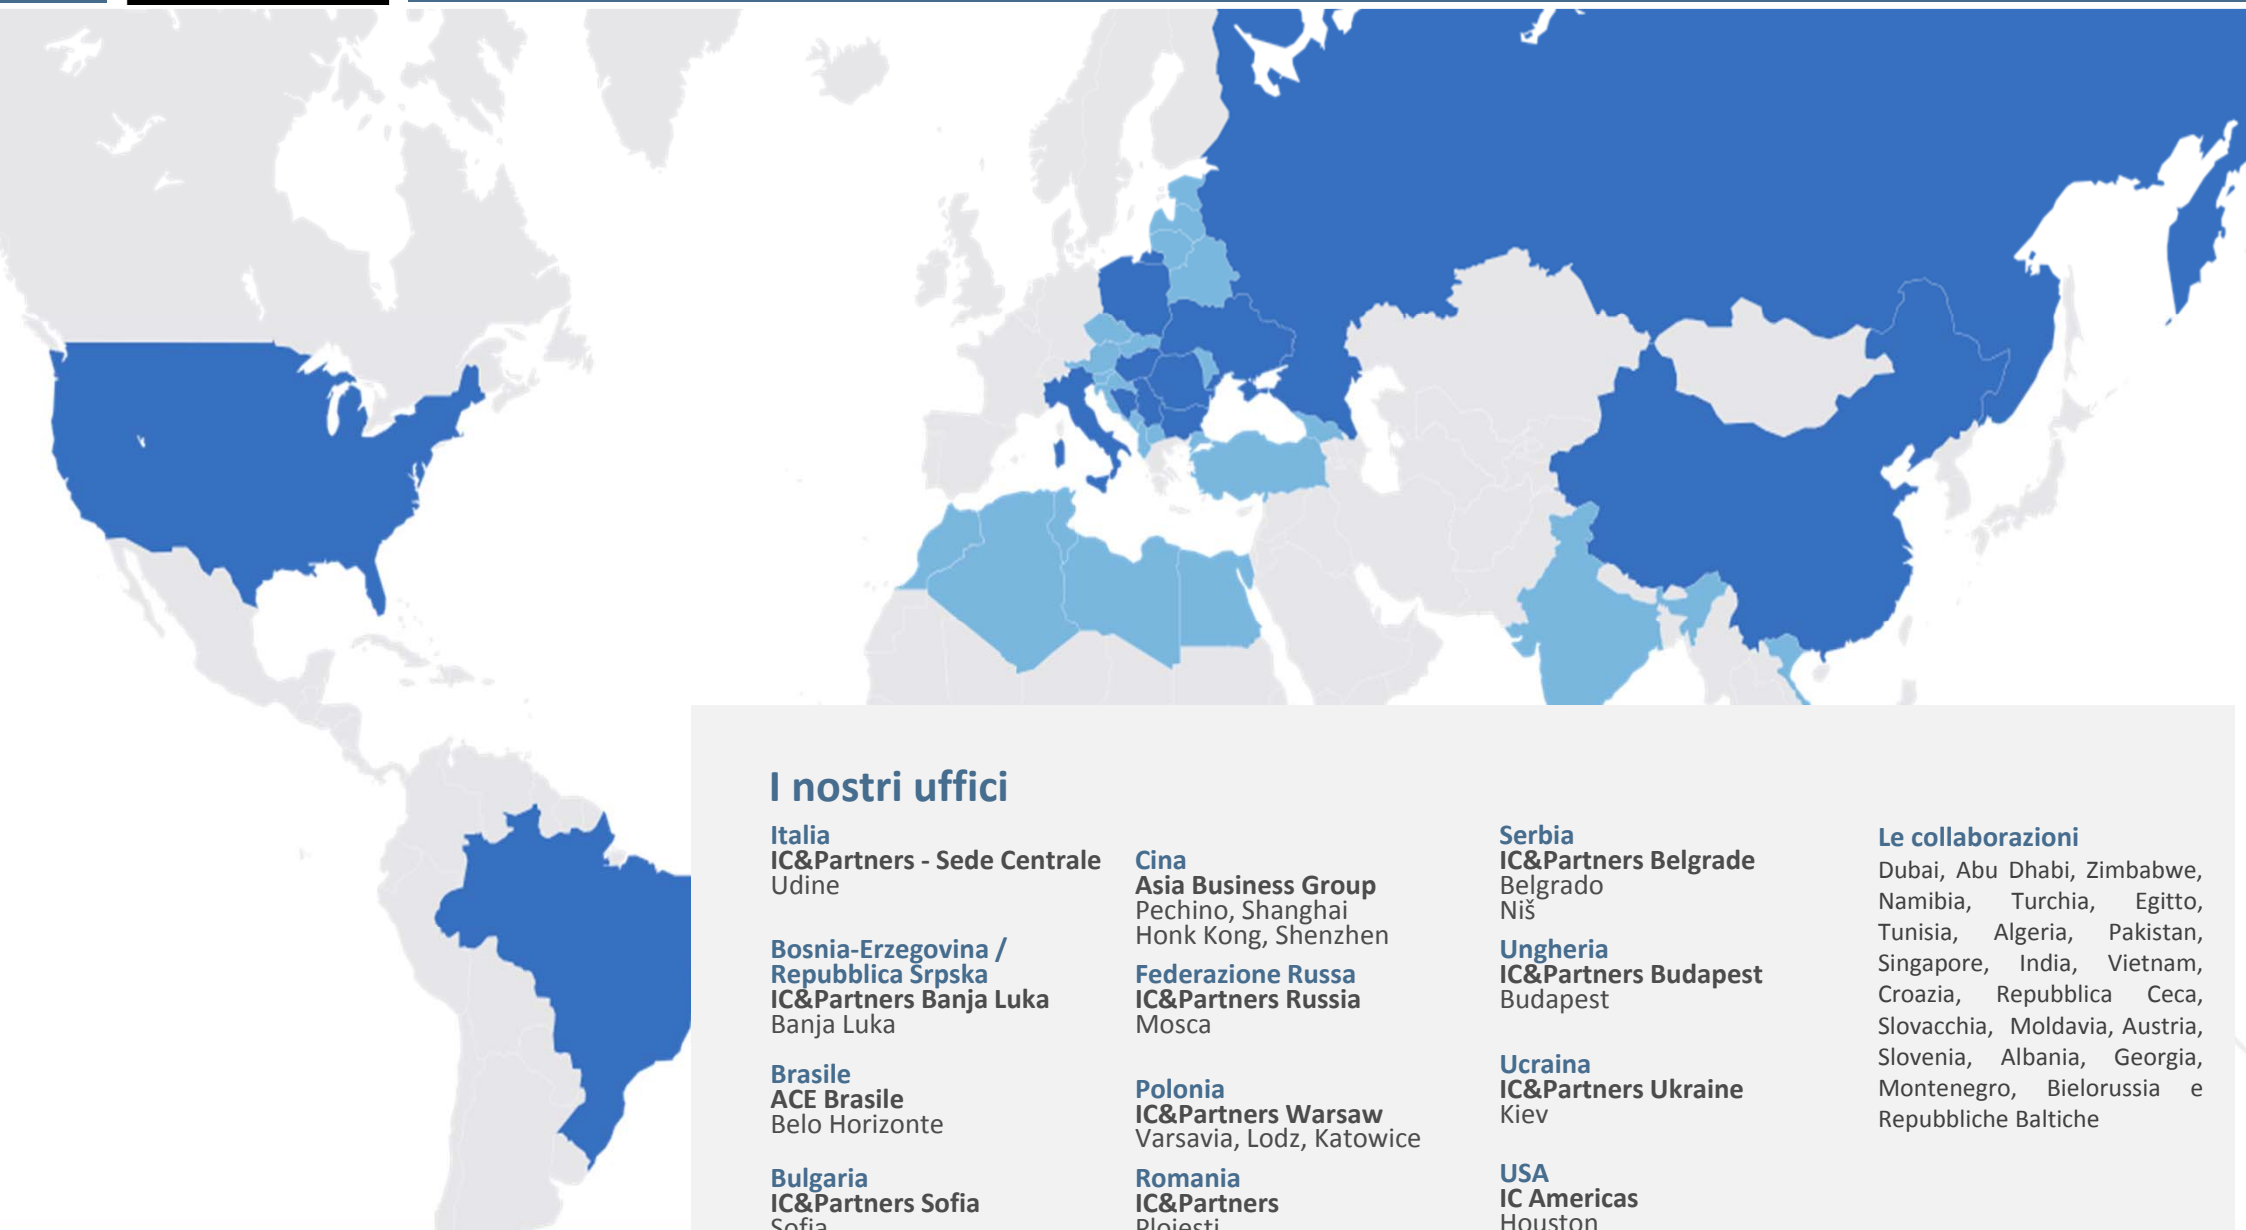 I nostri uffici
Italia
IC&Partners - Sede Centrale
Udine
Bosnia-Erzegovina /
Repubblica Srpska
IC&Partners Banja Luka
Banja Luka
Brasile
ACE Brasile
Belo Horizonte
Bulgaria
IC&Partners Sofia
Sofia
Cina
Asia Business Group
Pechino, Shanghai
Honk Kong, Shenzhen
Federazione Russa
IC&Partners Russia
Mosca
Polonia
IC&Partners Warsaw
Varsavia, Lodz, Katowice
Romania
IC&Partners
Ploiesti
Serbia
IC&Partners Belgrade
Belgrado
Niš
Ungheria
IC&Partners Budapest
Budapest
Ucraina
IC&Partners Ukraine
Kiev
USA
IC Americas
Houston
Le collaborazioni
Dubai, Abu Dhabi, Zimbabwe,
Namibia, Turchia, Egitto,
Tunisia, Algeria, Pakistan,
Singapore, India, Vietnam,
Croazia, Repubblica Ceca,
Slovacchia, Moldavia, Austria,
Slovenia, Albania, Georgia,
Montenegro, Bielorussia e
Repubbliche Baltiche